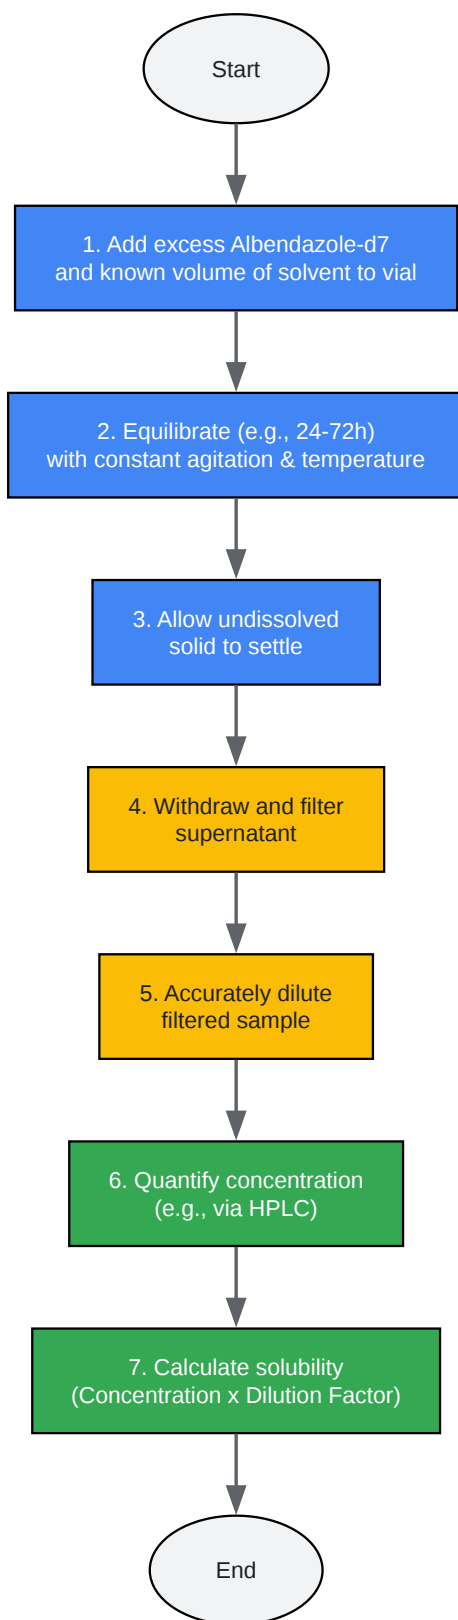 Start
1. Add excess Albendazole-d7
and known volume of solvent to vial
2. Equilibrate (e.g., 24-72h)
with constant agitation & temperature
3. Allow undissolved
solid to settle
4. Withdraw and filter
supernatant
5. Accurately dilute
filtered sample
6. Quantify concentration
(e.g., via HPLC)
7. Calculate solubility
(Concentration x Dilution Factor)
End